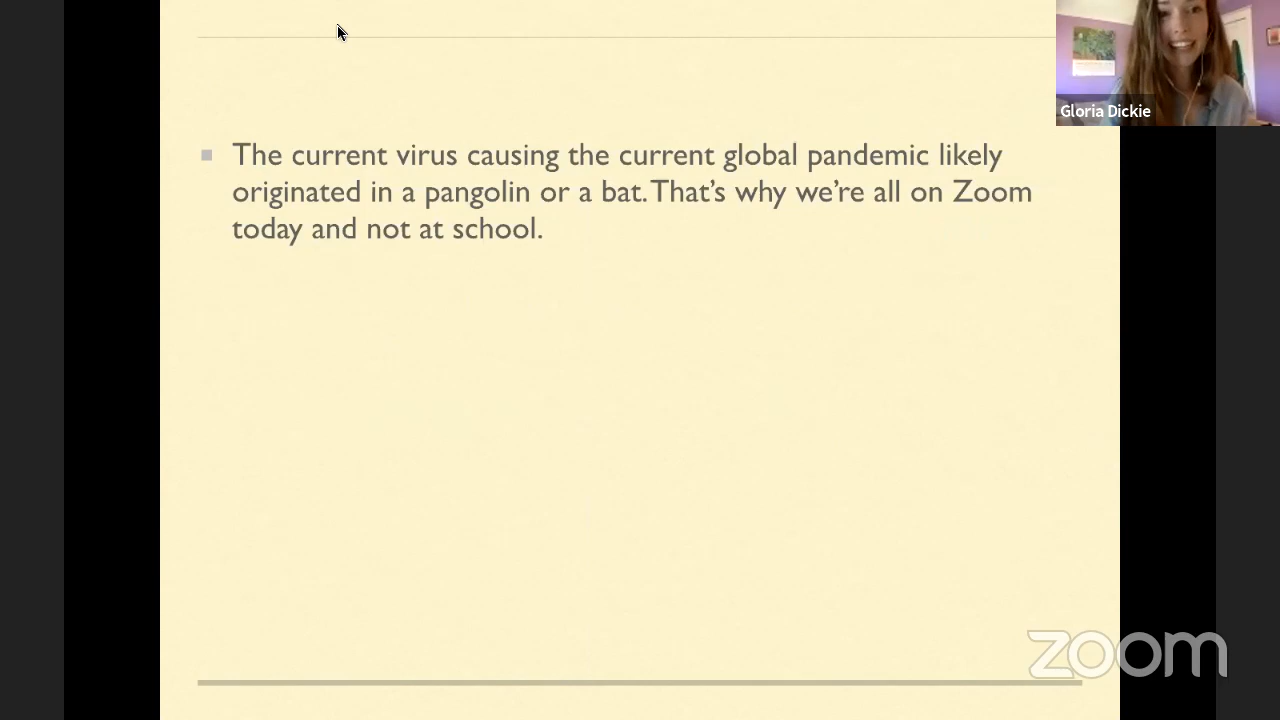 Gloria Dickie
The current virus causing the current global pandemic likely
originated in a pangolin or a bat. That’s why we’re all on Zoom
today and not at school.
zoom